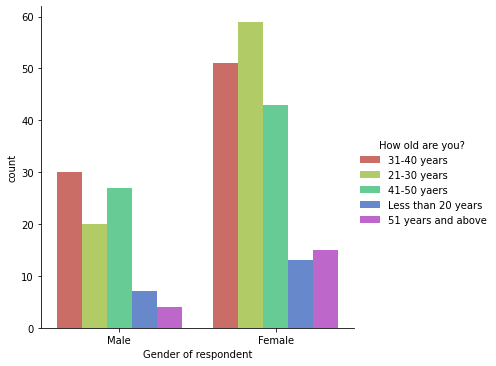 60
50
40
30
20
10
0
count
Male
Female
Gender of respondent
How old are you?
31-40 years
21-30 years
41-50 yaers
Less than 20 years
51 years and above